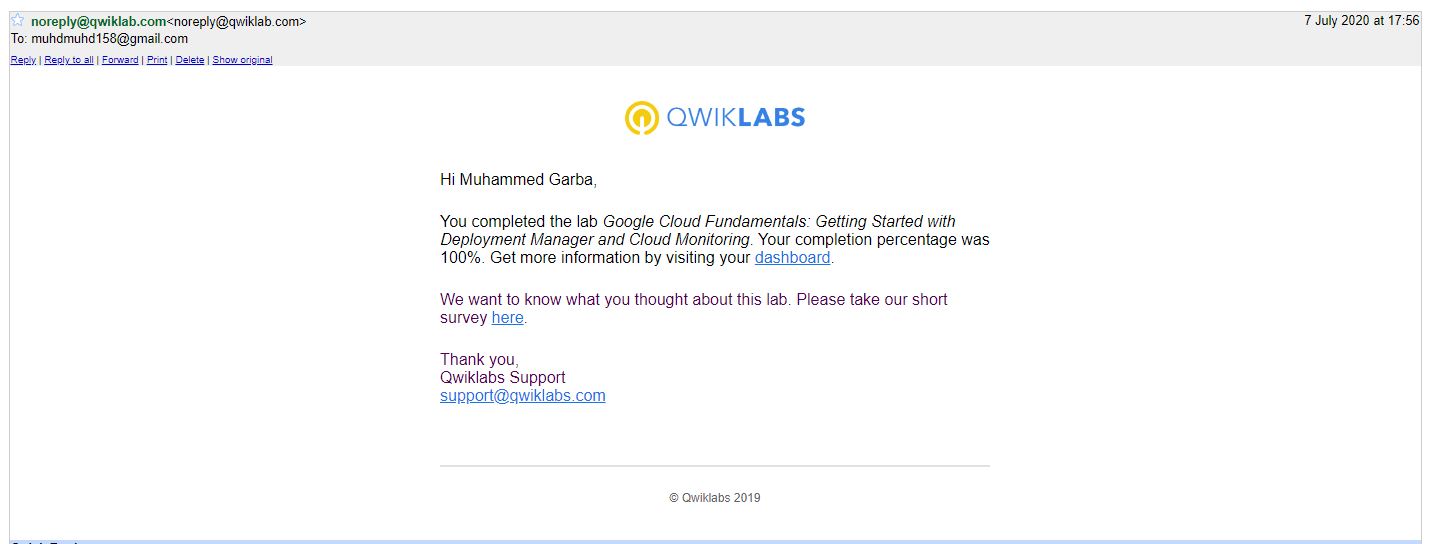 noreply@qwiklab.com<noreply@qwiklab.com>
7 July 2020 at 17:56
To: muhdmuhd158@gmail.com
Reply | Reply to all | Forward | Print | Delete | Show original
QWIKLABS
Hi Muhammed Garba,
You completed the lab Google Cloud Fundamentals: Getting Started with
Deployment Manager and Cloud Monitoring. Your completion percentage was
100%. Get more information by visiting your dashboard.
We want to know what you thought about this lab. Please take our short
survey here.
Thank you,
Qwiklabs Support
support@qwiklabs.com
© Qwiklabs 2019